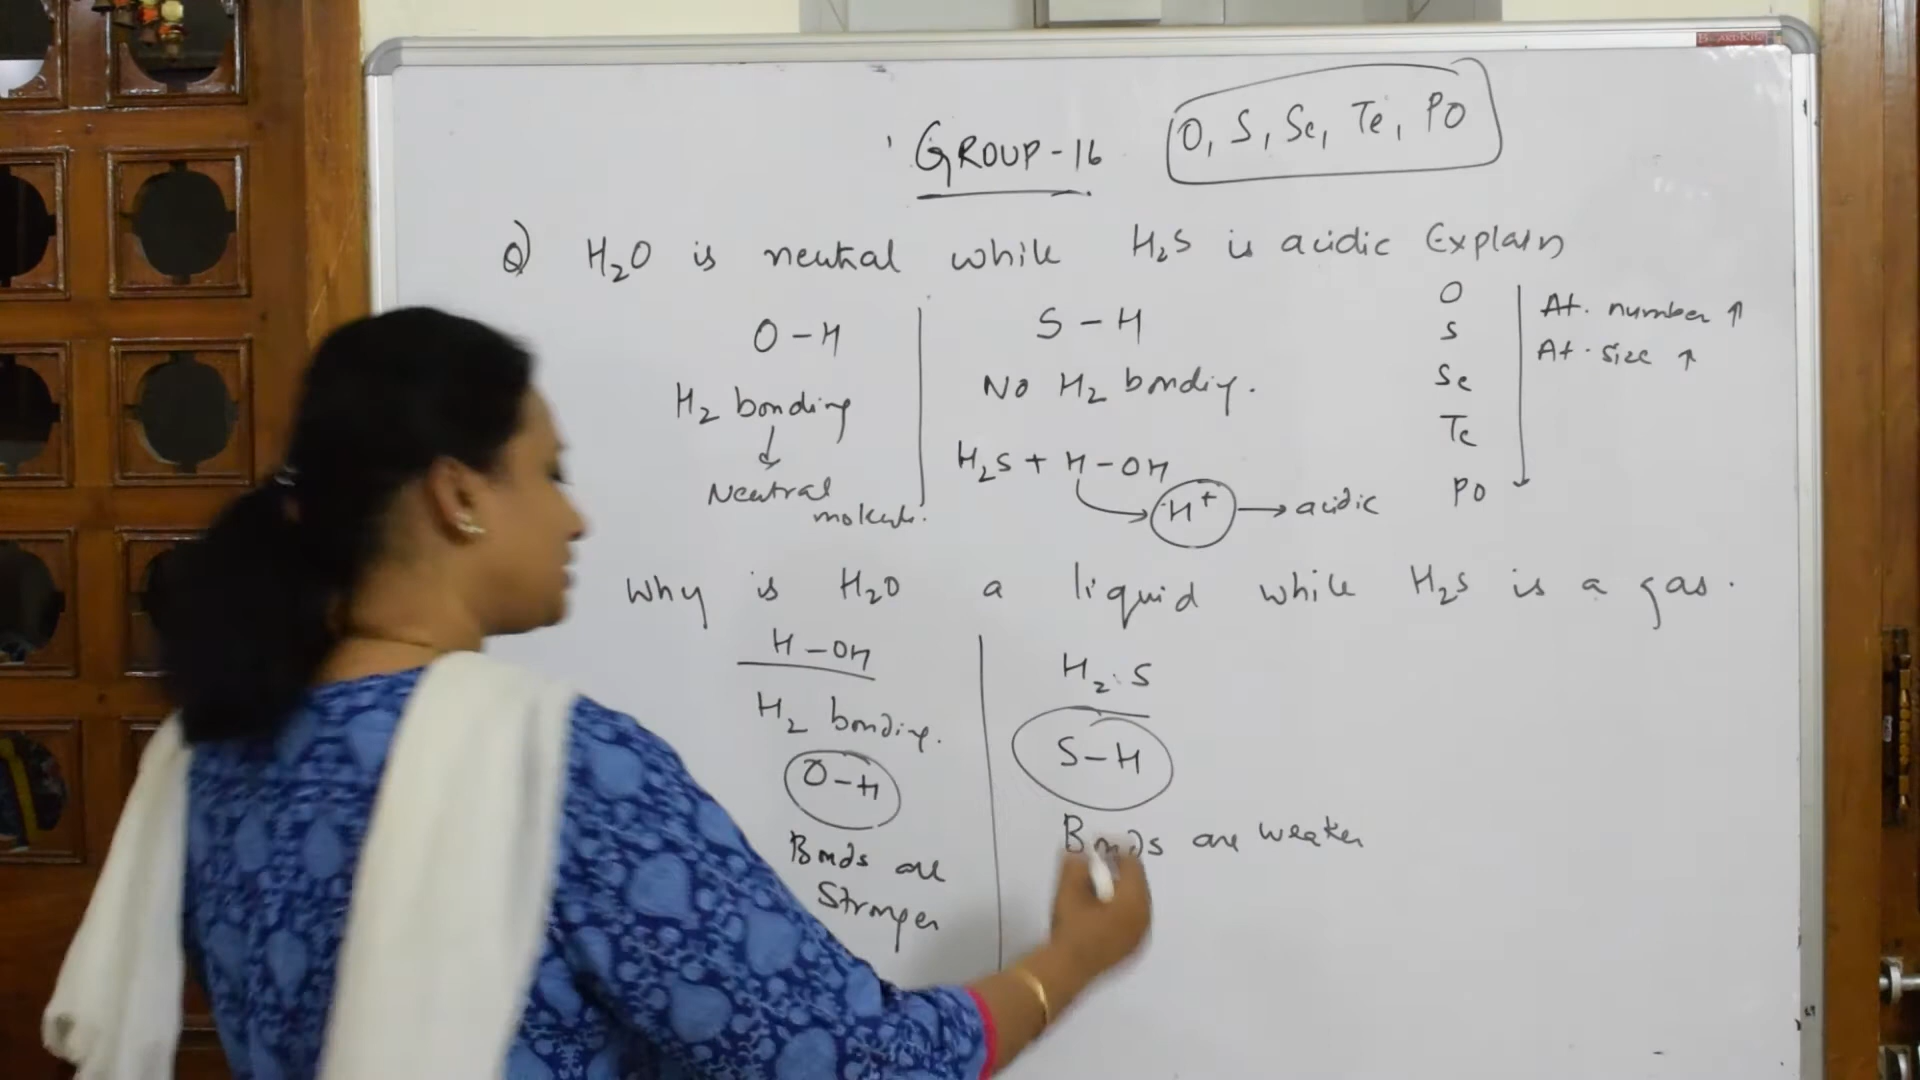 GROUP-16
O, S, Se, Te, PO
Q) H2O is neutral while H2S is acidic Explain
O-H
H2 bonding
Neutral
molecule.
S-H
No H2 bonding.
H2S + H-OH
H+ → acidic
O
S
Se
Te
PO
At. number ↑
At. size ↑
Why is H2O a liquid while H2S is a gas.
H-OH
H2 bonding.
O-H
Bonds are
Stronger
H2S
S-H
Bonds are weaker